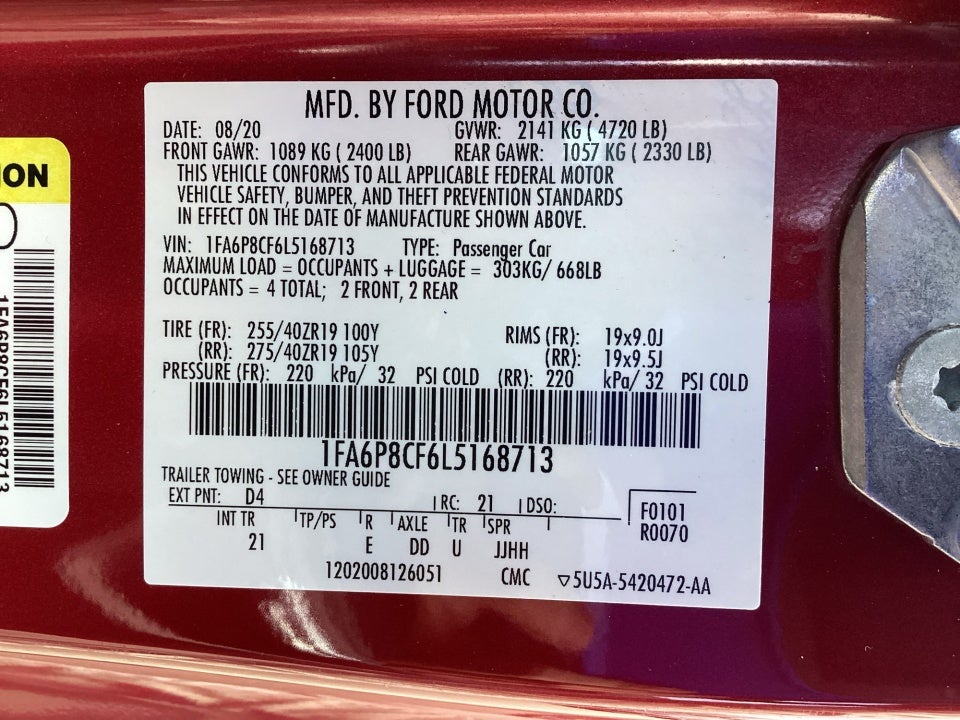 MFD. BY FORD MOTOR CO.
DATE: 08/20 GVWR: 2141 KG ( 4720 LB)
FRONT GAWR: 1089 KG ( 2400 LB) REAR GAWR: 1057 KG ( 2330 LB)
THIS VEHICLE CONFORMS TO ALL APPLICABLE FEDERAL MOTOR
VEHICLE SAFETY, BUMPER, AND THEFT PREVENTION STANDARDS
IN EFFECT ON THE DATE OF MANUFACTURE SHOWN ABOVE.
VIN: 1FA6P8CF6L5168713 TYPE: Passenger Car
MAXIMUM LOAD = OCCUPANTS + LUGGAGE = 303KG/ 668LB
OCCUPANTS = 4 TOTAL; 2 FRONT, 2 REAR
TIRE (FR): 255/40ZR19 100Y RIMS (FR): 19x9.0J
(RR): 275/40ZR19 105Y (RR): 19x9.5J
PRESSURE (FR): 220 kPa/ 32 PSI COLD (RR): 220 kPa/ 32 PSI COLD
1FA6P8CF6L5168713
TRAILER TOWING - SEE OWNER GUIDE
EXT PNT: D4 RC: 21 DSO: F0101
R0070
INT TR TP/PS R AXLE TR SPR
21 E DD U JJHH
1202008126051 CMC ▽5U5A-5420472-AA
ION
1FA6P8CF6L5168713